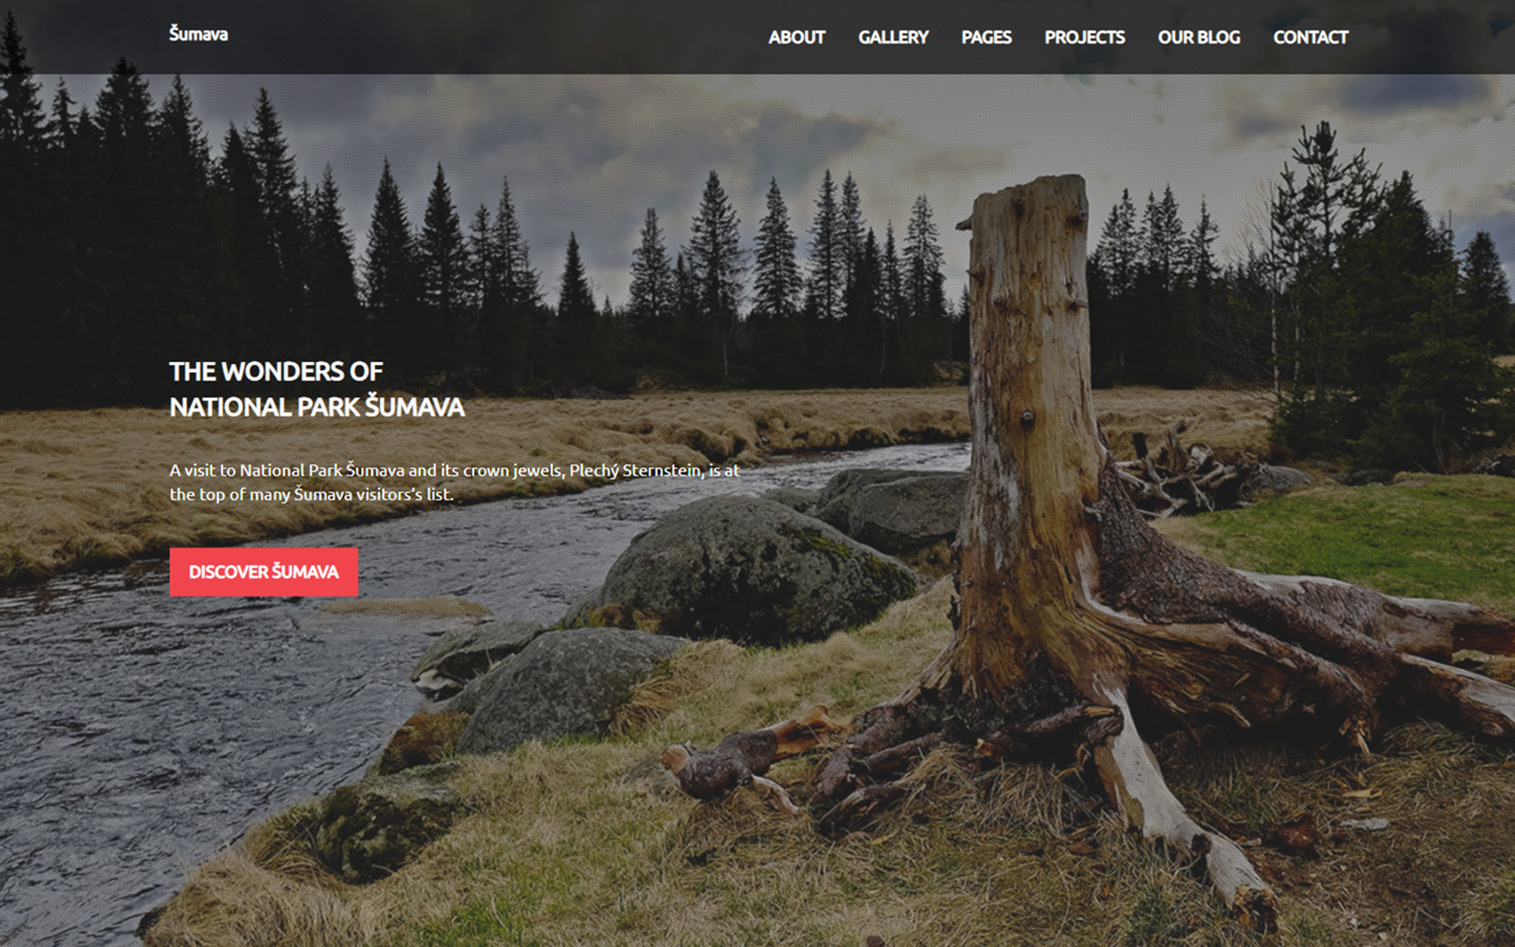 Šumava
ABOUT GALLERY PAGES PROJECTS OUR BLOG CONTACT
THE WONDERS OF
NATIONAL PARK ŠUMAVA
A visit to National Park Šumava and its crown jewels, Plechý Sternstein, is at
the top of many Šumava visitors’s list.
DISCOVER ŠUMAVA